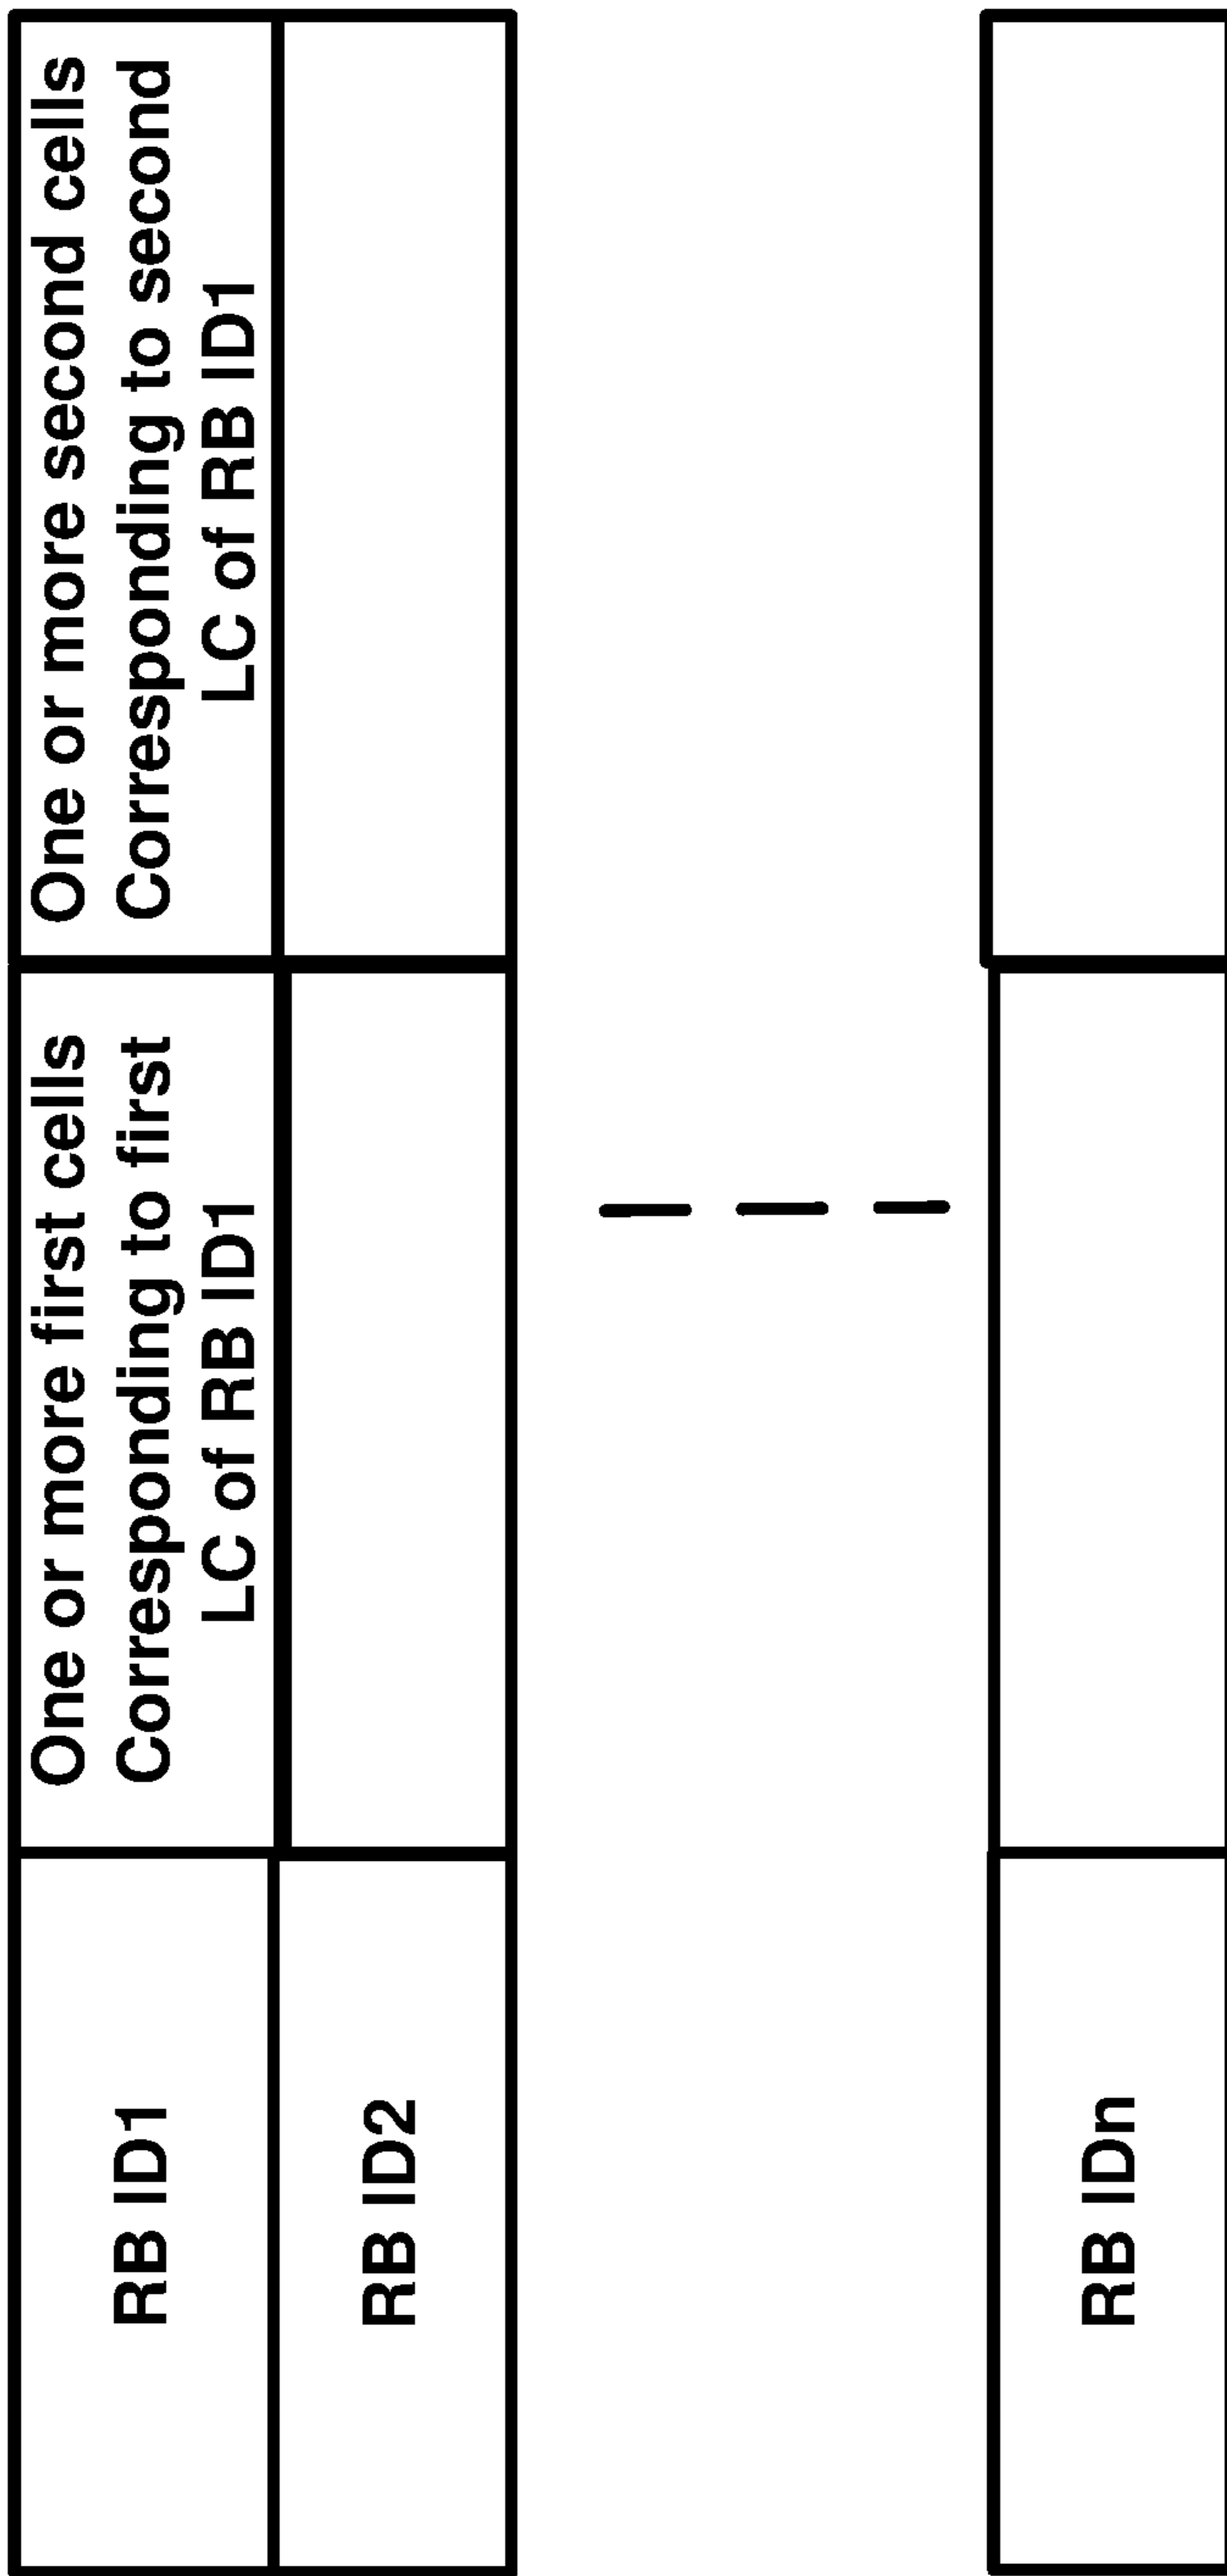 RB ID1
One or more first cells
Corresponding to first
LC of RB ID1
One or more second cells
Corresponding to second
LC of RB ID1
RB ID2
RB IDn